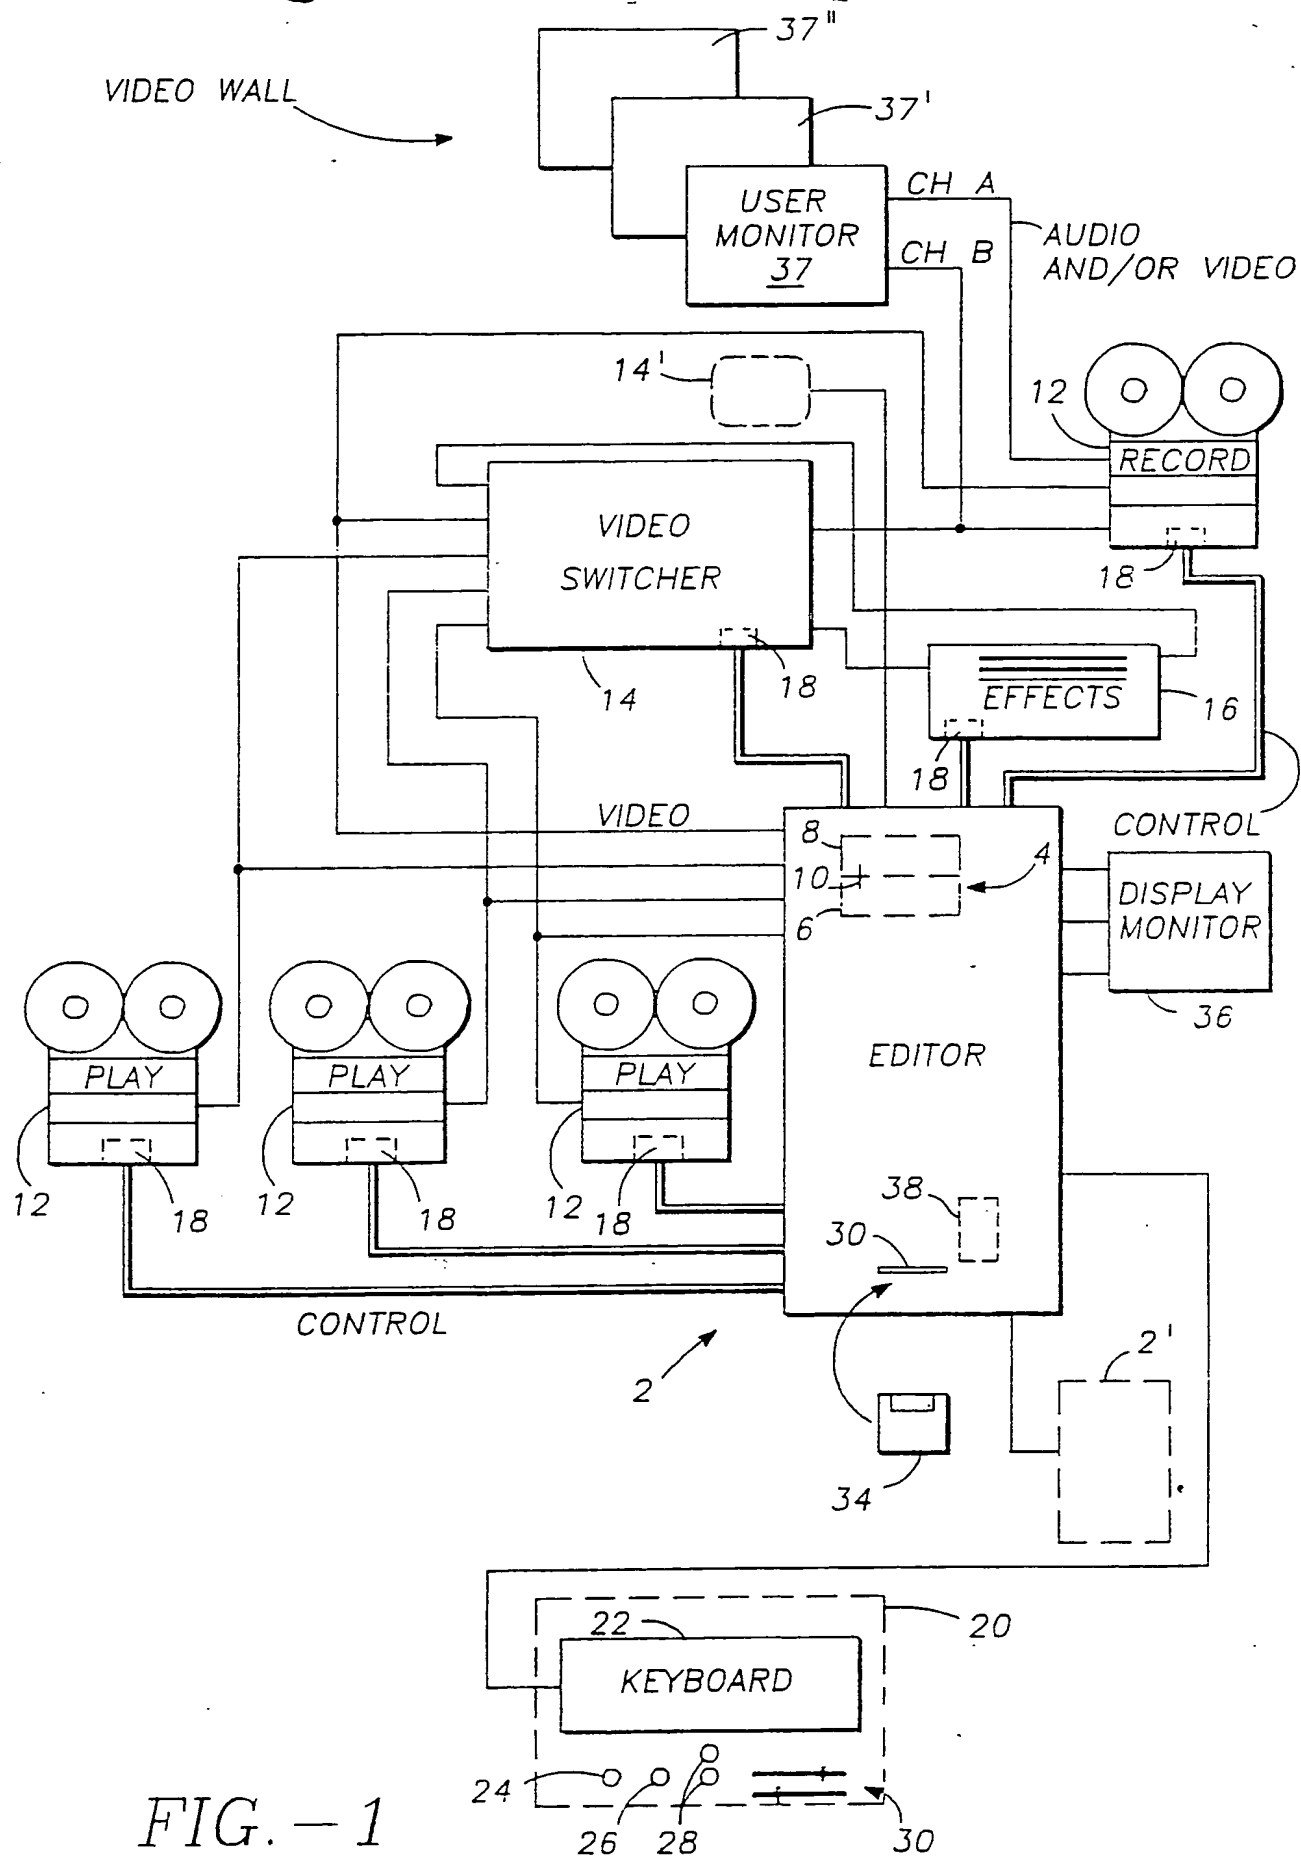 37"
VIDEO WALL
37'
USER
MONITOR
37
CH A
CH B
AUDIO
AND/OR VIDEO
14'
12
RECORD
18
VIDEO
SWITCHER
18
14
EFFECTS
16
18
VIDEO
CONTROL
8
10
4
6
DISPLAY
MONITOR
36
EDITOR
PLAY
PLAY
PLAY
12
18
12
18
12
18
38
30
CONTROL
2
2'
34
20
22
KEYBOARD
24
26
28
30
FIG.-1